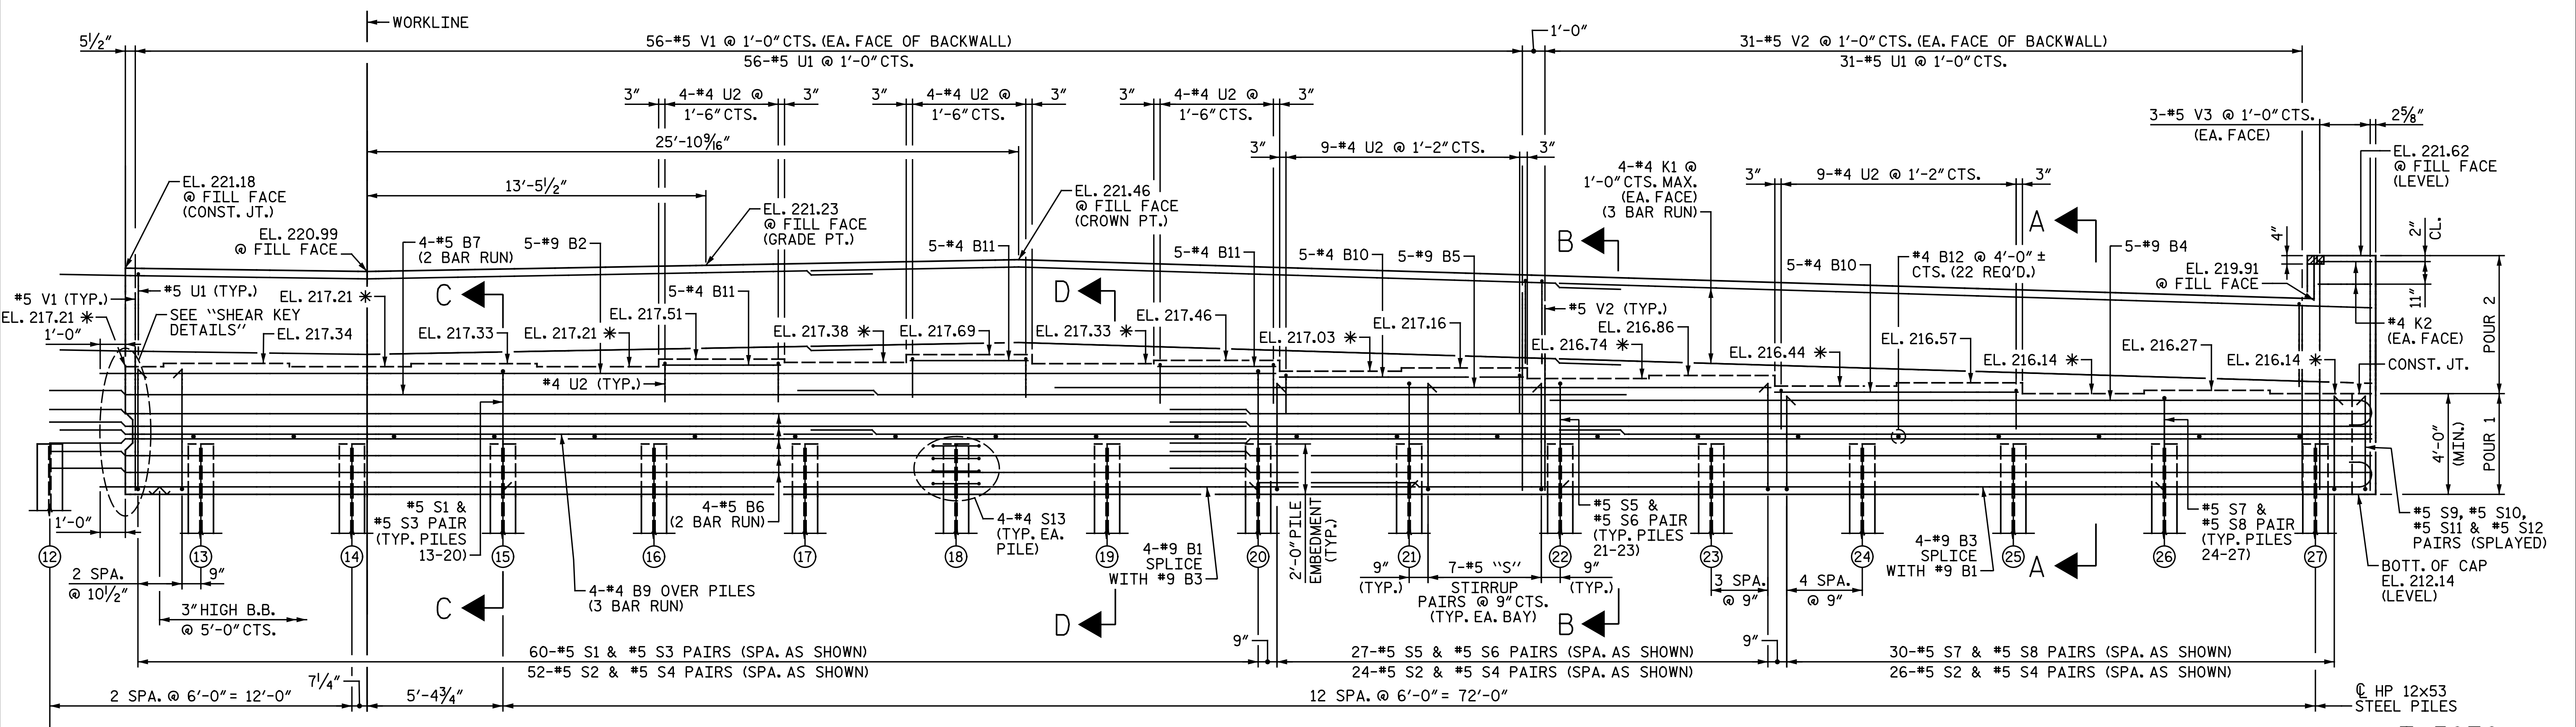 WORKLINE
5½" 56-#5 V1 @ 1'-0" CTS. (EA. FACE OF BACKWALL) 1'-0" 31-#5 V2 @ 1'-0" CTS. (EA. FACE OF BACKWALL)
56-#5 U1 @ 1'-0" CTS. 31-#5 U1 @ 1'-0" CTS.
3" 4-#4 U2 @ 3" 3" 4-#4 U2 @ 3" 3" 4-#4 U2 @ 3"
1'-6" CTS. 1'-6" CTS. 1'-6" CTS.
3-#5 V3 @ 1'-0" CTS. 2⅝"
(EA. FACE)
25'-10⁹⁄₁₆"
3" 9-#4 U2 @ 1'-2" CTS. 3"
4-#4 K1 @
1'-0" CTS. MAX.
(EA. FACE)
(3 BAR RUN)
3" 9-#4 U2 @ 1'-2" CTS. 3"
EL. 221.62
@ FILL FACE
(LEVEL)
13'-5½"
EL. 221.18
@ FILL FACE
(CONST. JT.)
EL. 220.99
@ FILL FACE
EL. 221.23
@ FILL FACE
(GRADE PT.)
EL. 221.46
@ FILL FACE
(CROWN PT.)
A
B
2"
CL.
4"
11"
4-#5 B7
(2 BAR RUN)
5-#9 B2
5-#4 B11
5-#4 B11
5-#4 B10
5-#9 B5
5-#4 B10
#4 B12 @ 4'-0" ±
CTS. (22 REQ'D.)
5-#9 B4
EL. 219.91
@ FILL FACE
C
D
5-#4 B11
#5 V1 (TYP.)
#5 U1 (TYP.)
EL. 217.21 *
EL. 217.21 *
1'-0"
SEE "SHEAR KEY
DETAILS"
EL. 217.34
EL. 217.33
EL. 217.21 *
EL. 217.51
EL. 217.38 *
EL. 217.69
EL. 217.33 *
EL. 217.46
EL. 217.03 *
EL. 217.16
#5 V2 (TYP.)
EL. 216.74 *
EL. 216.86
EL. 216.44 *
EL. 216.57
EL. 216.14 *
EL. 216.27
EL. 216.14 *
#4 K2
(EA. FACE)
CONST. JT.
POUR 2
#4 U2 (TYP.)
4'-0"
(MIN.)
POUR 1
1'-0"
#5 S1 &
#5 S3 PAIR
(TYP. PILES
13-20)
4-#5 B6
(2 BAR RUN)
4-#4 S13
(TYP. EA.
PILE)
4-#9 B1
SPLICE
WITH #9 B3
2'-0" PILE
EMBEDMENT
(TYP.)
#5 S5 &
#5 S6 PAIR
(TYP. PILES
21-23)
4-#9 B3
SPLICE
WITH #9 B1
#5 S7 &
#5 S8 PAIR
(TYP. PILES
24-27)
#5 S9, #5 S10,
#5 S11 & #5 S12
PAIRS (SPLAYED)
12 13 14 15 16 17 18 19 20 21 22 23 24 25 26 27
2 SPA.
@ 10½"
9"
3" HIGH B.B.
@ 5'-0" CTS.
4-#4 B9 OVER PILES
(3 BAR RUN)
9"
(TYP.)
7-#5 "S"
STIRRUP
PAIRS @ 9" CTS.
(TYP. EA. BAY)
9"
(TYP.)
3 SPA.
@ 9"
4 SPA.
@ 9"
A
BOTT. OF CAP
EL. 212.14
(LEVEL)
C
D
B
60-#5 S1 & #5 S3 PAIRS (SPA. AS SHOWN) 9" 27-#5 S5 & #5 S6 PAIRS (SPA. AS SHOWN) 9" 30-#5 S7 & #5 S8 PAIRS (SPA. AS SHOWN)
52-#5 S2 & #5 S4 PAIRS (SPA. AS SHOWN) 24-#5 S2 & #5 S4 PAIRS (SPA. AS SHOWN) 26-#5 S2 & #5 S4 PAIRS (SPA. AS SHOWN)
2 SPA. @ 6'-0" = 12'-0" 7¼" 5'-4¾" 12 SPA. @ 6'-0" = 72'-0"
℄ HP 12x53
STEEL PILES